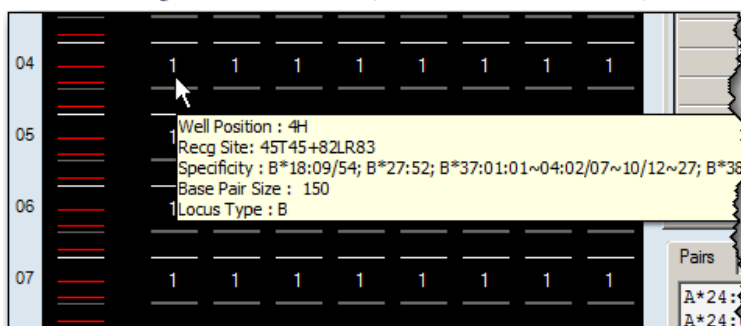 04 1 1 1 1 1 1 1 1
Well Position : 4H
05 1
Recg Site: 45T45+82LR83
Specificity : B*18:09/54; B*27:52; B*37:01:01~04:02/07~10/12~27; B*38
Base Pair Size : 150
06 1
Locus Type : B
07 1 1 1 1 1 1 1 1
Pairs
A*24:
A*24: